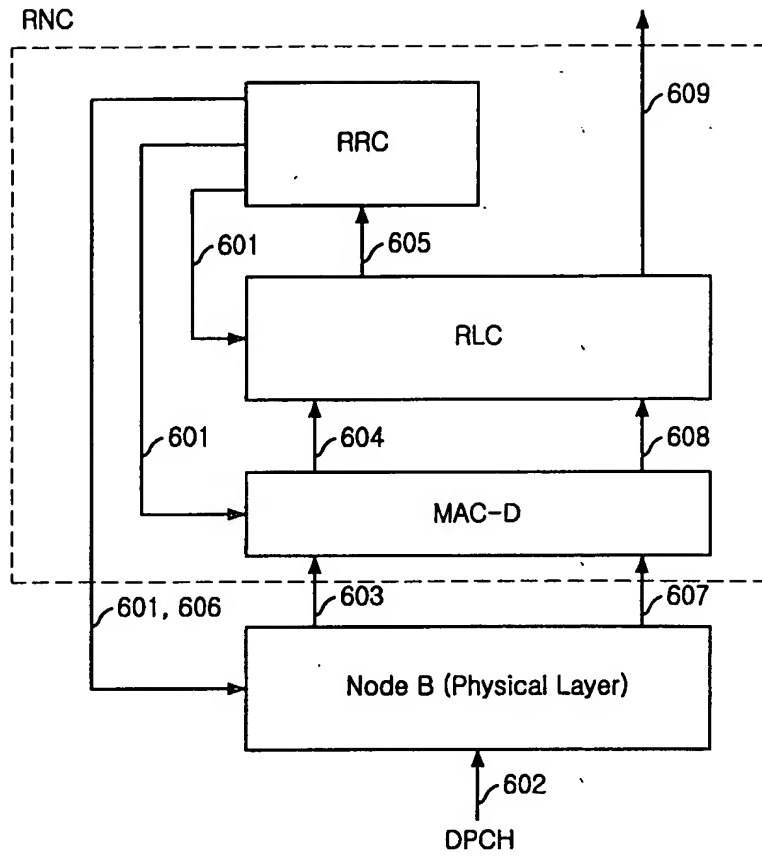 RNC
609
RRC
601
605
RLC
601
604
608
MAC-D
601, 606
603
607
Node B (Physical Layer)
602
DPCH